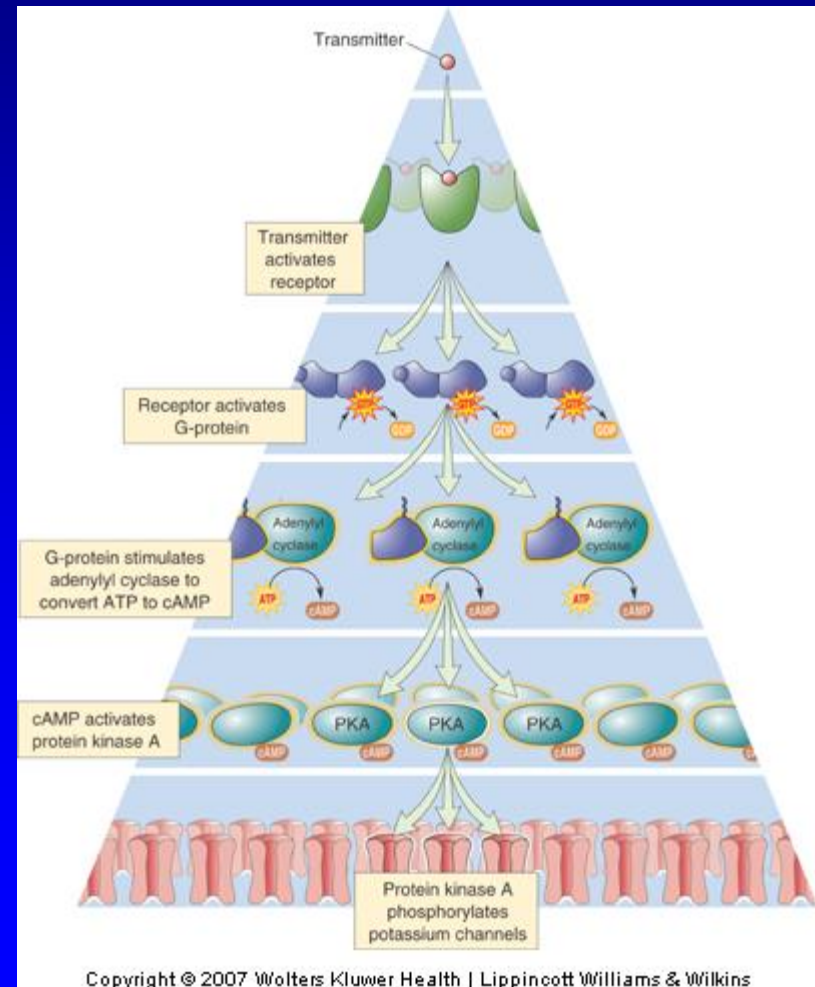 Transmitter
Transmitter
activates
receptor
GTP
GTP
GTP
GDP
GDP
GDP
Receptor activates
G-protein
Adenylyl
cyclase
Adenylyl
cyclase
Adenylyl
cyclase
G-protein stimulates
adenylyl cyclase to
convert ATP to cAMP
ATP
cAMP
ATP
cAMP
ATP
cAMP
cAMP activates
protein kinase A
PKA
PKA
PKA
cAMP
cAMP
cAMP
cAMP
cAMP
Protein kinase A
phosphorylates
potassium channels
Copyright © 2007 Wolters Kluwer Health | Lippincott Williams & Wilkins